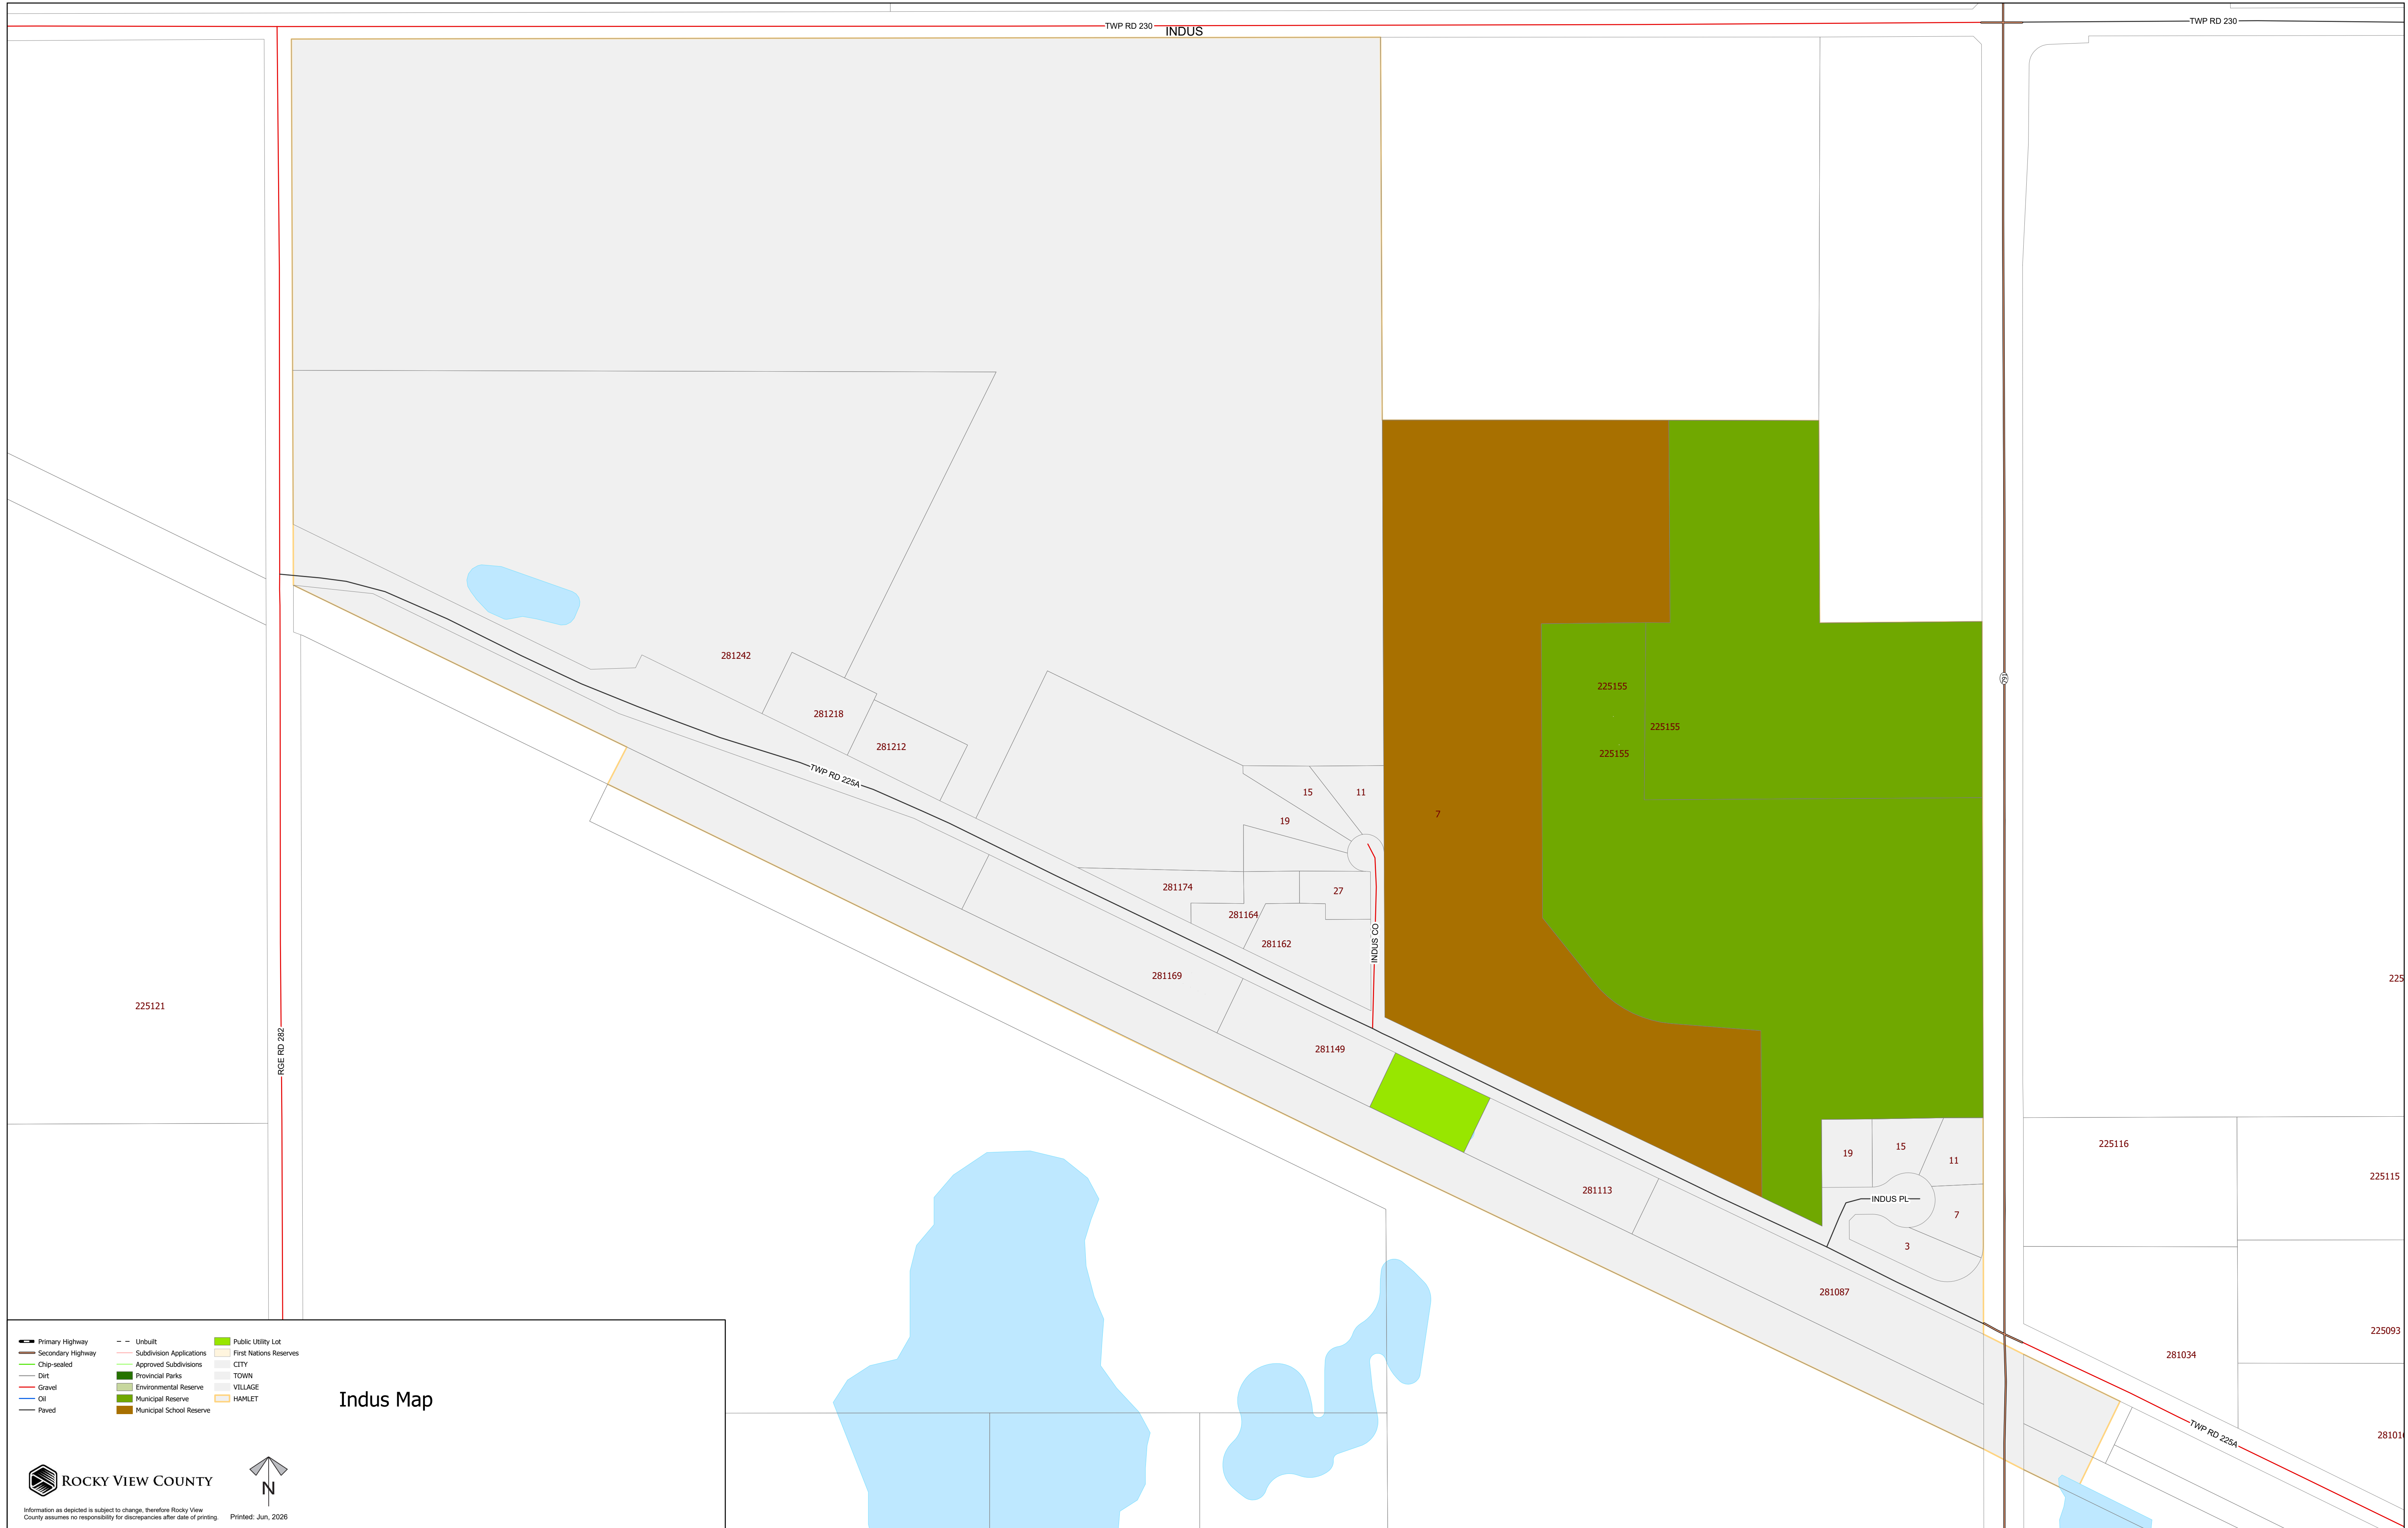 TWP RD 230
INDUS
TWP RD 230
791
281242
281218
281212
TWP RD 225A
225155
225155
225155
15
11
19
7
281174
27
281164
281162
INDUS CO
281169
225121
RGE RD 282
281149
225
225116
225115
19
15
11
INDUS PL
7
3
281113
281087
225093
281034
TWP RD 225A
28101
Primary Highway
Secondary Highway
Chip-sealed
Dirt
Gravel
Oil
Paved
Unbuilt
Subdivision Applications
Approved Subdivisions
Provincial Parks
Environmental Reserve
Municipal Reserve
Municipal School Reserve
Public Utility Lot
First Nations Reserves
CITY
TOWN
VILLAGE
HAMLET
Indus Map
ROCKY VIEW COUNTY
N
Information as depicted is subject to change, therefore Rocky View
County assumes no responsibility for discrepancies after date of printing.
Printed: Jun, 2026